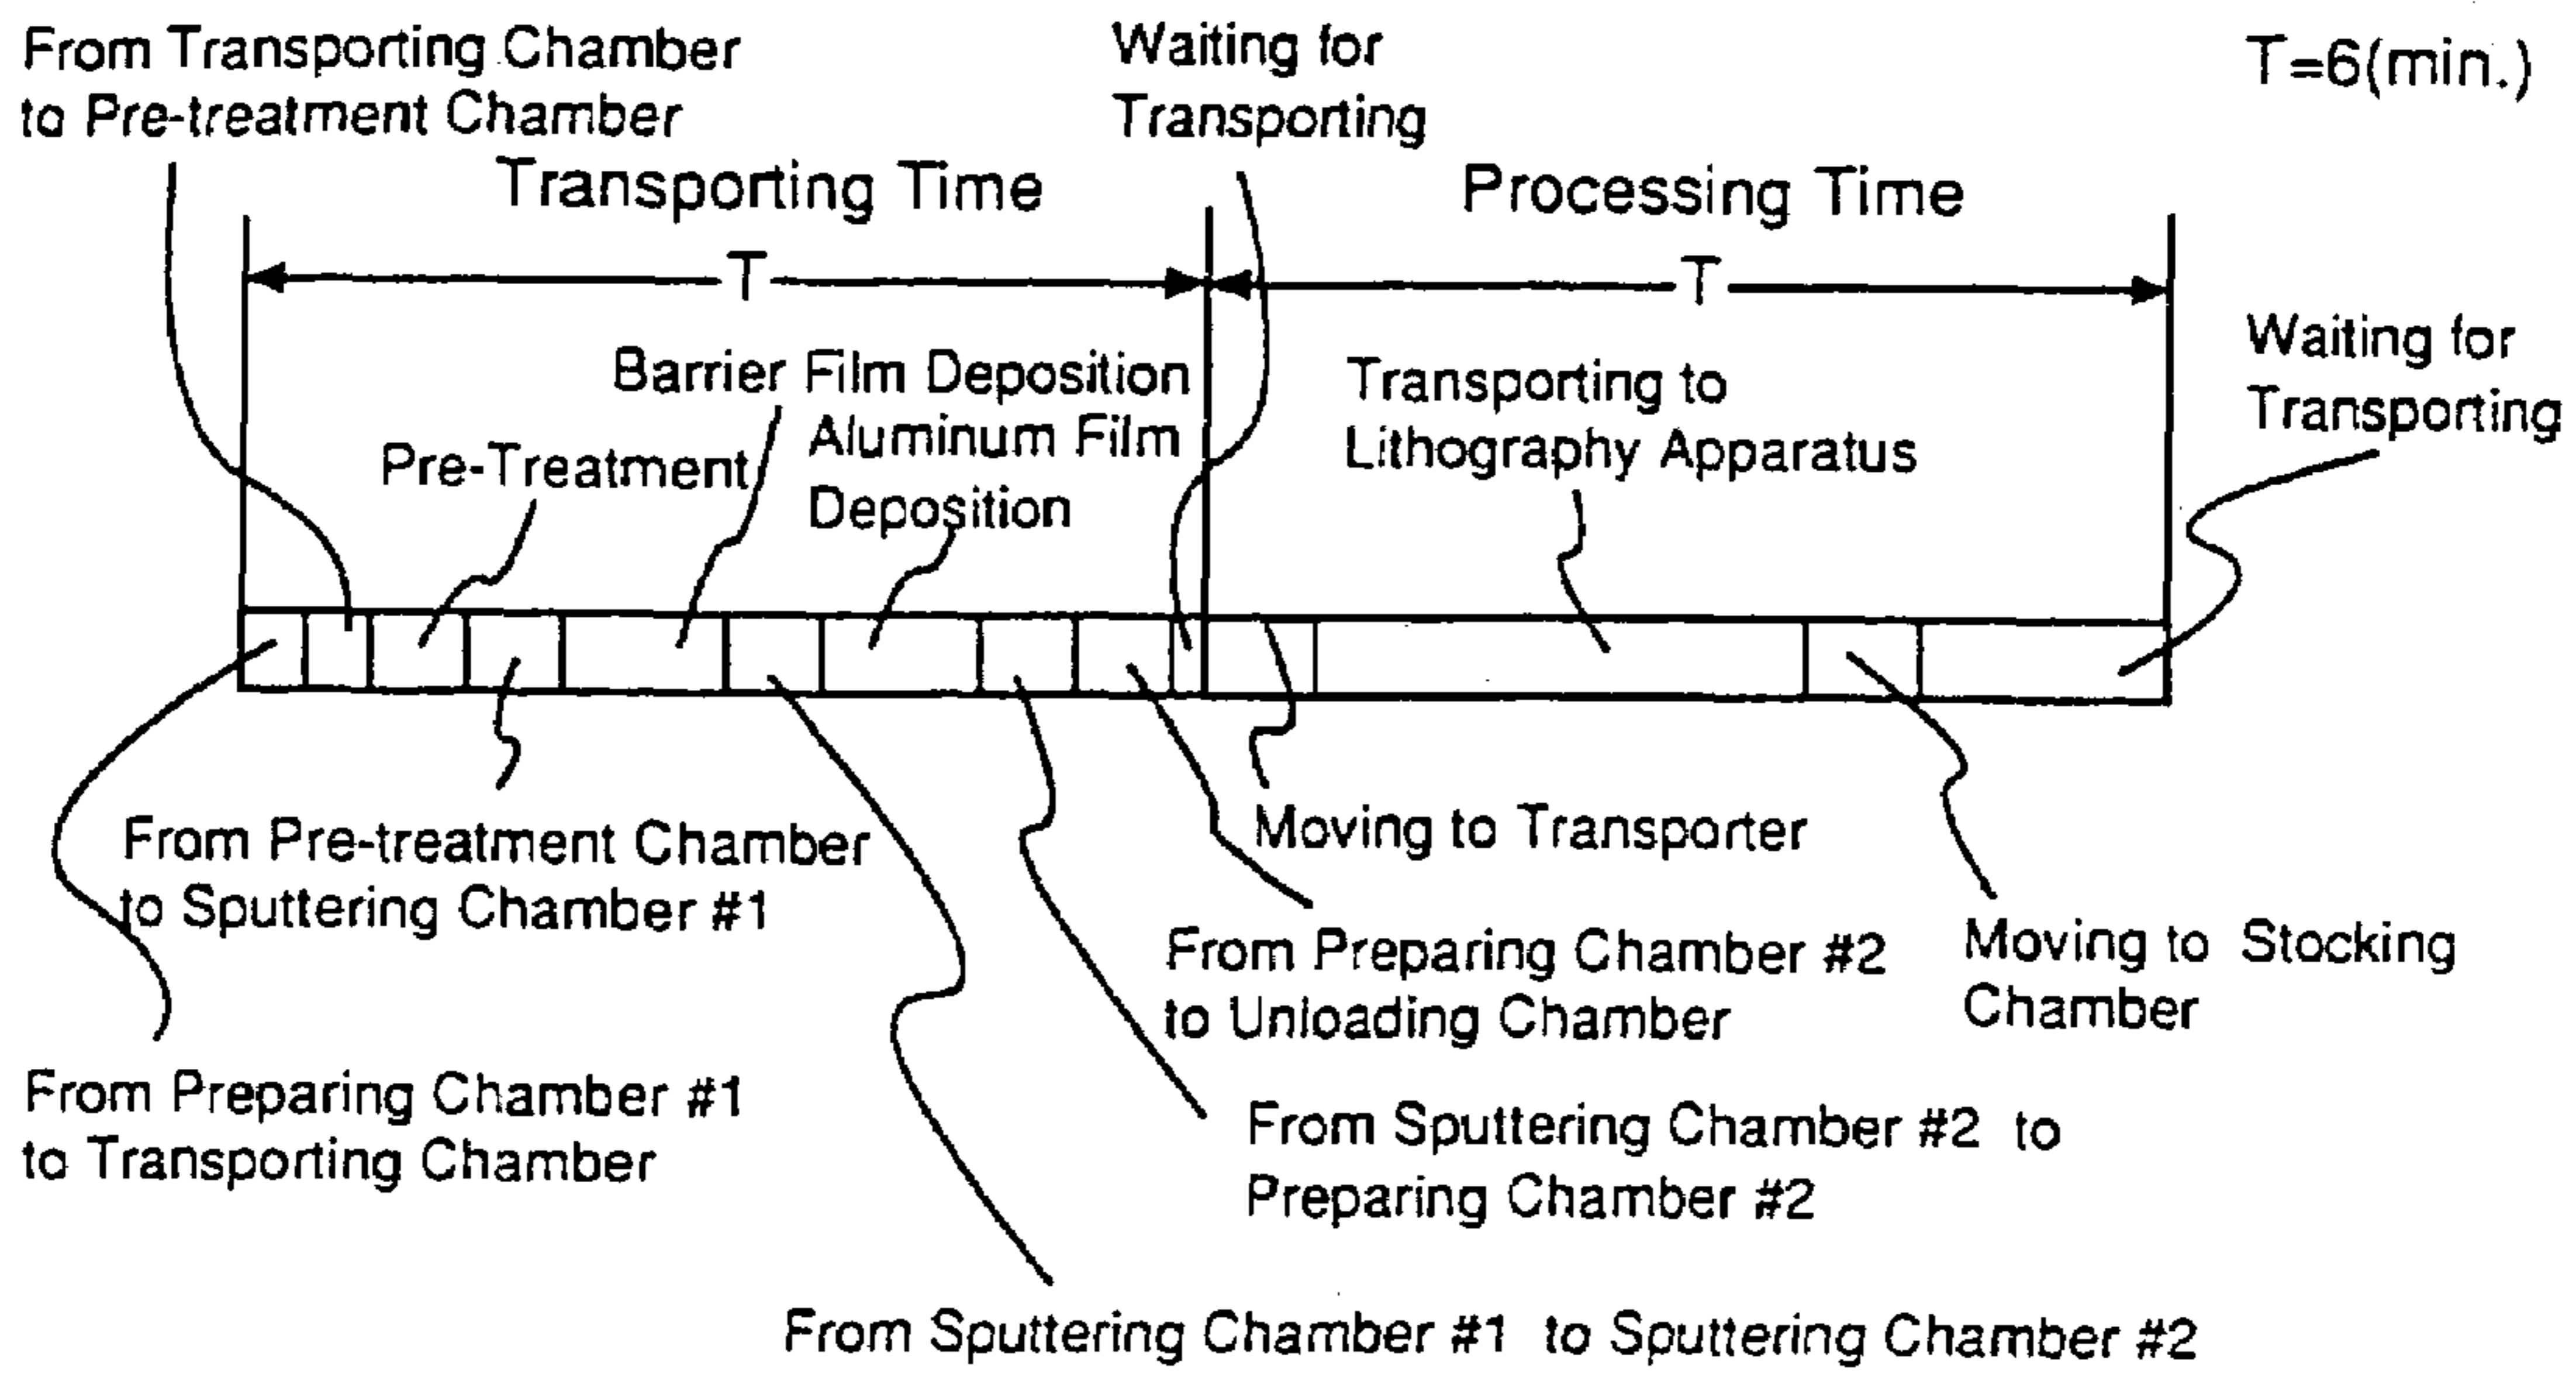 From Transporting Chamber
to Pre-treatment Chamber
Waiting for
Transporting
T=6(min.)
Transporting Time
Processing Time
T
T
Barrier Film Deposition
Aluminum Film
Deposition
Pre-Treatment
Transporting to
Lithography Apparatus
Waiting for
Transporting
From Pre-treatment Chamber
to Sputtering Chamber #1
Moving to Transporter
From Preparing Chamber #2
to Unloading Chamber
Moving to Stocking
Chamber
From Preparing Chamber #1
to Transporting Chamber
From Sputtering Chamber #2 to
Preparing Chamber #2
From Sputtering Chamber #1 to Sputtering Chamber #2